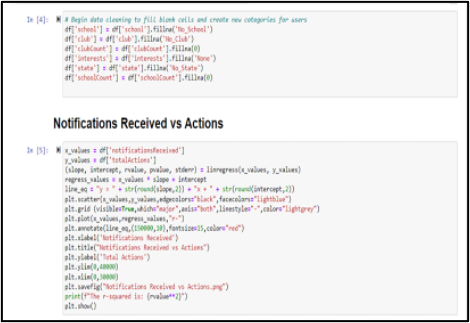 In [4]:
# Begin data cleaning to fill blank cells and create new categories for users
df['school'] = df['school'].fillna('No_School')
df['club'] = df['club'].fillna('No_Club')
df['clubCount'] = df['clubCount'].fillna(0)
df['interests'] = df['interests'].fillna('None')
df['state'] = df['state'].fillna('No_State')
df['schoolCount'] = df['schoolCount'].fillna(0)
Notifications Received vs Actions
In [5]:
x_values = df['notificationsReceived']
y_values = df['totalActions']
(slope, intercept, rvalue, pvalue, stderr) = linregress(x_values, y_values)
regress_values = x_values * slope + intercept
line_eq = "y = " + str(round(slope,2)) + "x + " + str(round(intercept,2))
plt.scatter(x_values,y_values,edgecolors="black",facecolors="lightblue")
plt.grid (visible=True,which="major",axis="both",linestyle="-",color="lightgrey")
plt.plot(x_values,regress_values,"r-")
plt.annotate(line_eq,(150000,10),fontsize=15,color="red")
plt.xlabel('Notifications Received')
plt.title("Notifications Received vs Actions")
plt.ylabel('Total Actions')
plt.ylim(0,40000)
plt.xlim(0,30000)
plt.savefig("Notifications Received vs Actions.png")
print(f"The r-squared is: {rvalue**2}")
plt.show()